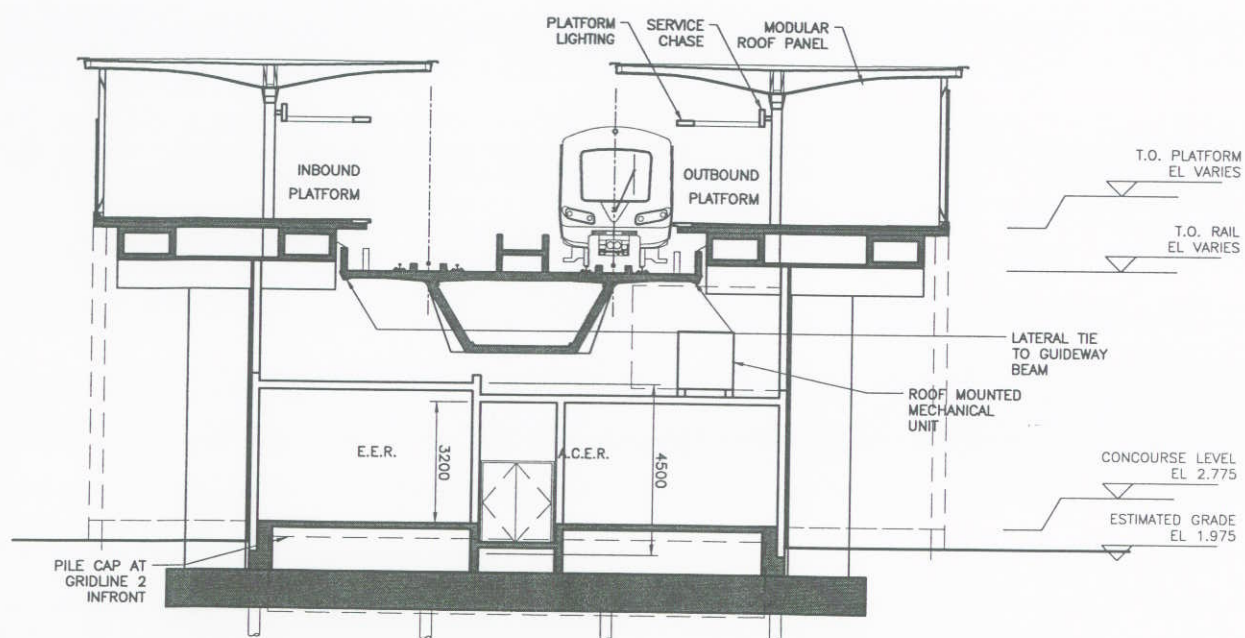 PLATFORM
LIGHTING
SERVICE
CHASE
MODULAR
ROOF PANEL
INBOUND
PLATFORM
OUTBOUND
PLATFORM
T.O. PLATFORM
EL VARIES
T.O. RAIL
EL VARIES
LATERAL TIE
TO GUIDEWAY
BEAM
ROOF MOUNTED
MECHANICAL
UNIT
E.E.R.
3200
A.C.E.R.
4500
CONCOURSE LEVEL
EL 2.775
ESTIMATED GRADE
EL 1.975
PILE CAP AT
GRIDLINE 2
INFRONT